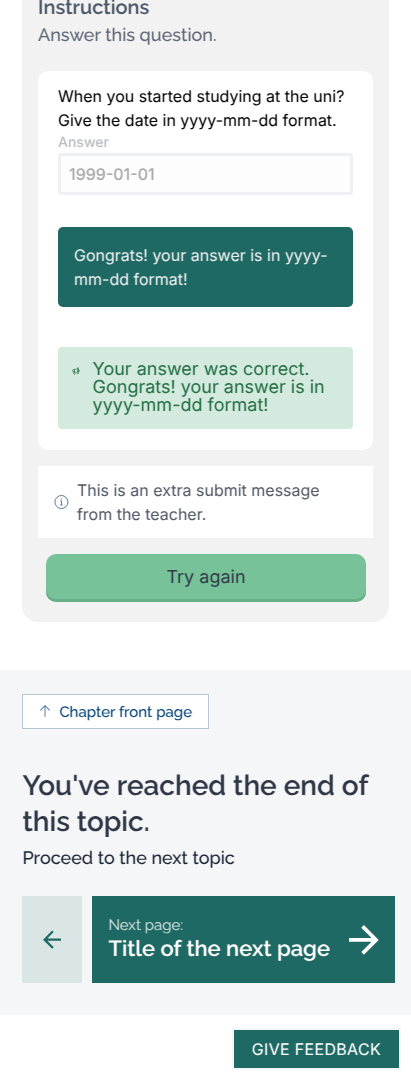 Instructions
Answer this question.
When you started studying at the uni?
Give the date in yyyy-mm-dd format.
Answer
1999-01-01
Gongrats! your answer is in yyyy-
mm-dd format!
Your answer was correct.
Gongrats! your answer is in
yyyy-mm-dd format!
This is an extra submit message
from the teacher.
Try again
Chapter front page
You've reached the end of
this topic.
Proceed to the next topic
Next page:
Title of the next page
GIVE FEEDBACK